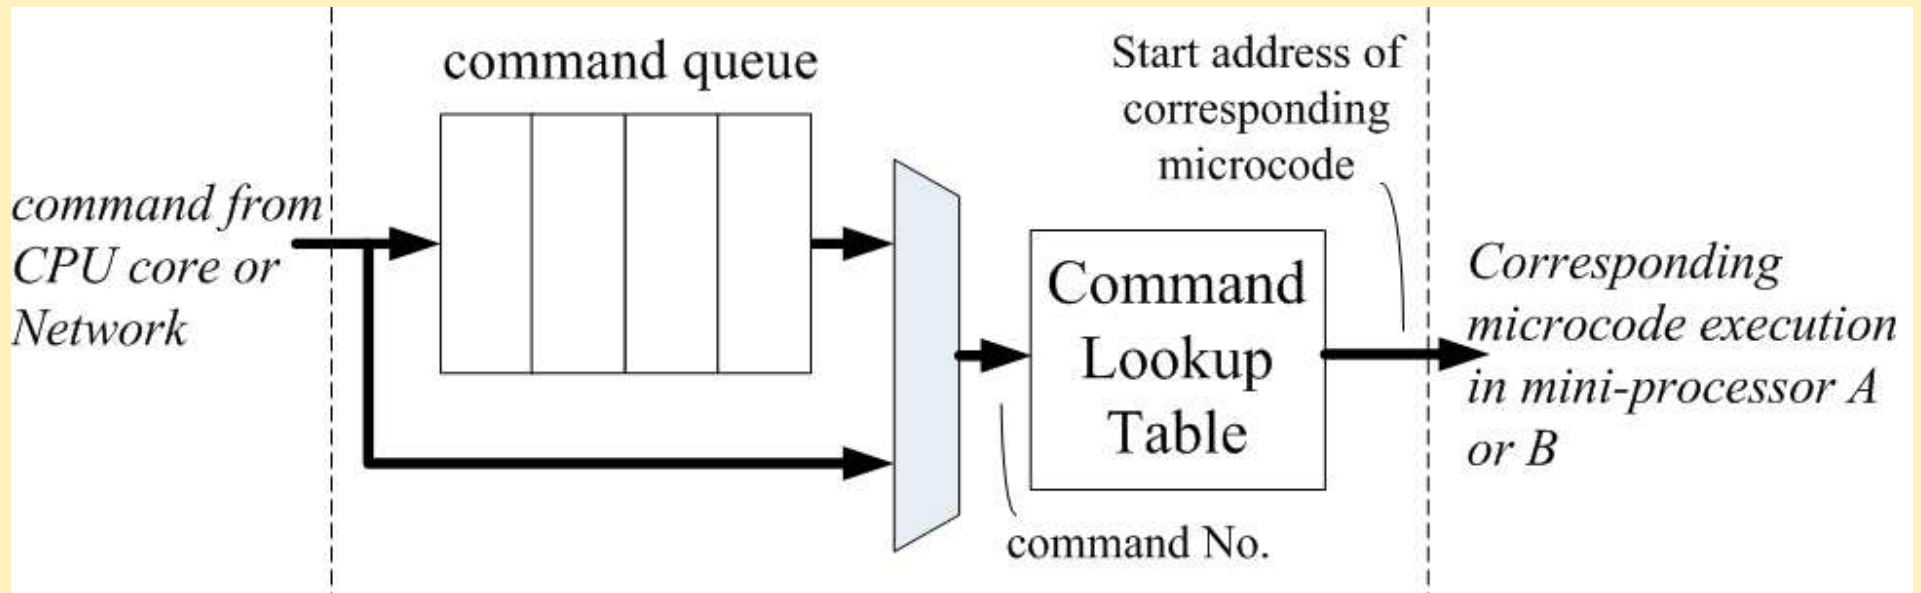 command queue
Start address of
corresponding
microcode
command from
CPU core or
Network
Command
Lookup
Table
Corresponding
microcode execution
in mini-processor A
or B
command No.